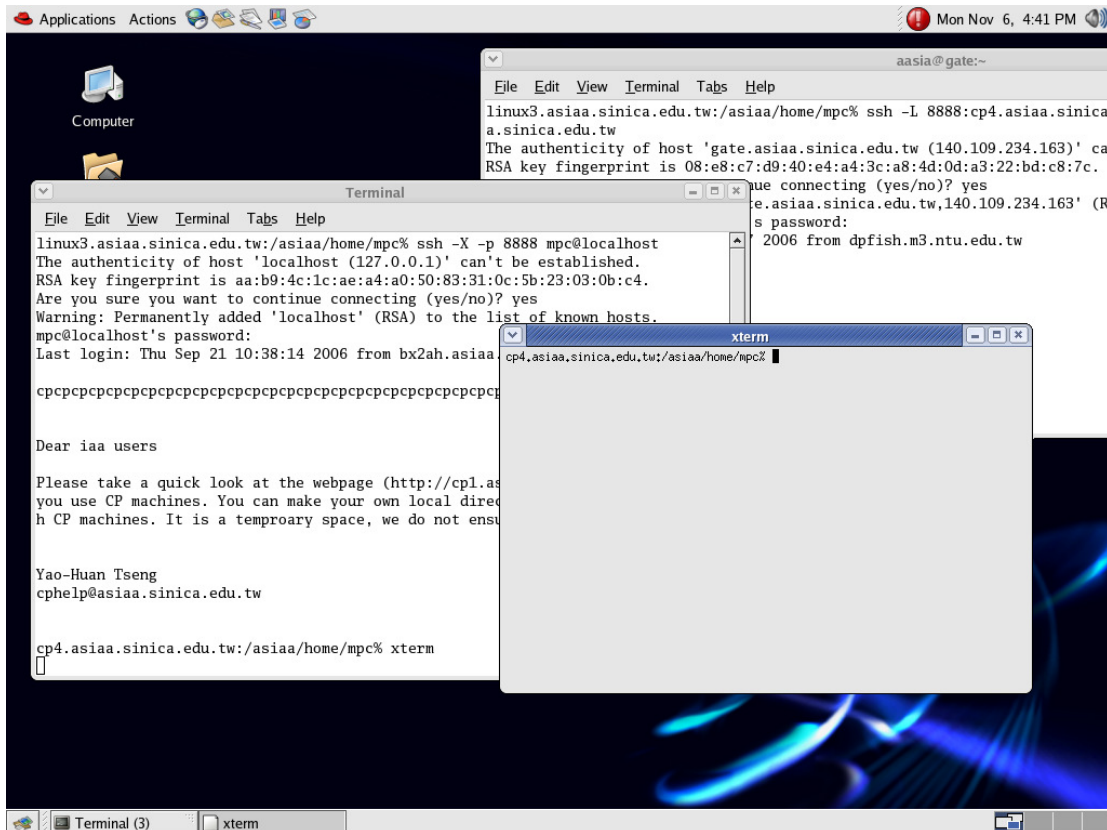 Applications Actions
Mon Nov 6, 4:41 PM
Computer
aasia@gate:~
File Edit View Terminal Tabs Help
linux3.asiaa.sinica.edu.tw:/asiaa/home/mpc% ssh -L 8888:cp4.asiaa.sinica
a.sinica.edu.tw
The authenticity of host 'gate.asiaa.sinica.edu.tw (140.109.234.163)' ca
RSA key fingerprint is 08:e8:c7:d9:40:e4:a4:3c:a8:4d:0d:a3:22:bd:c8:7c.
nue connecting (yes/no)? yes
e.asiaa.sinica.edu.tw,140.109.234.163' (R
s password:
2006 from dpfish.m3.ntu.edu.tw
Terminal
File Edit View Terminal Tabs Help
linux3.asiaa.sinica.edu.tw:/asiaa/home/mpc% ssh -X -p 8888 mpc@localhost
The authenticity of host 'localhost (127.0.0.1)' can't be established.
RSA key fingerprint is aa:b9:4c:1c:ae:a4:a0:50:83:31:0c:5b:23:03:0b:c4.
Are you sure you want to continue connecting (yes/no)? yes
Warning: Permanently added 'localhost' (RSA) to the list of known hosts.
mpc@localhost's password:
Last login: Thu Sep 21 10:38:14 2006 from bx2ah.asiaa.
cpcpcpcpcpcpcpcpcpcpcpcpcpcpcpcpcpcpcpcpcpcpcpcpcpcpcp
Dear iaa users
Please take a quick look at the webpage (http://cp1.as
you use CP machines. You can make your own local direc
h CP machines. It is a temproary space, we do not ensu
Yao-Huan Tseng
cphelp@asiaa.sinica.edu.tw
cp4.asiaa.sinica.edu.tw:/asiaa/home/mpc% xterm
xterm
cp4.asiaa.sinica.edu.tw:/asiaa/home/mpc%
Terminal (3)
xterm